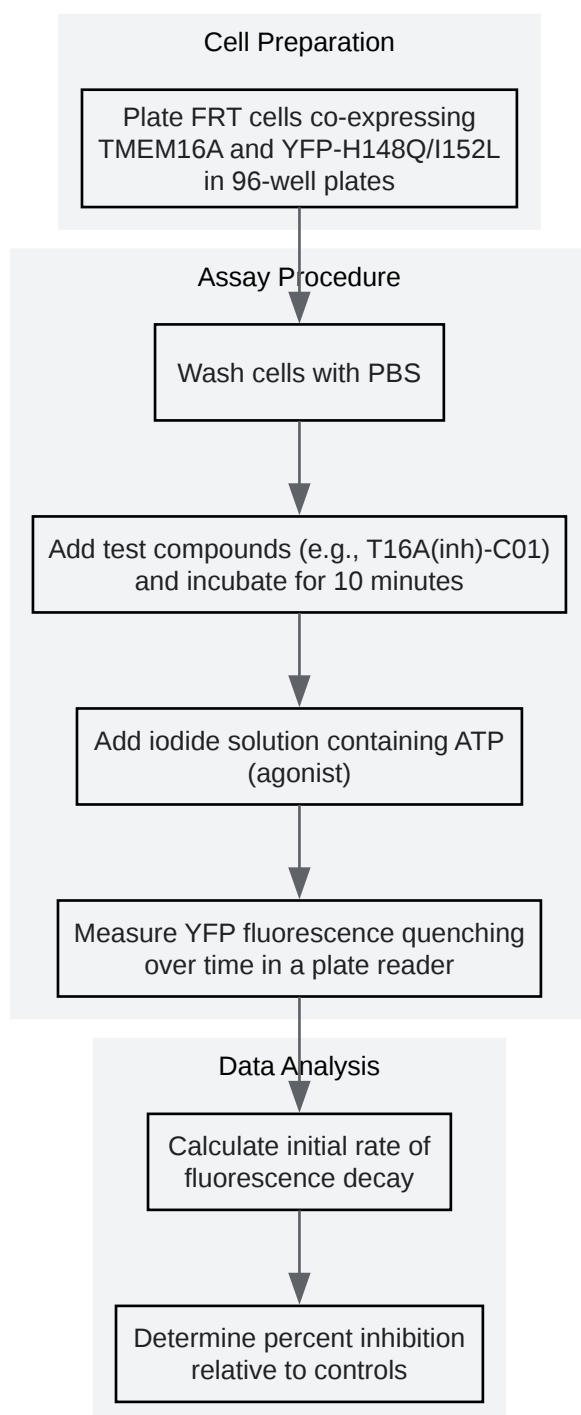 Cell Preparation
Plate FRT cells co-expressing
TMEM16A and YFP-H148Q/I152L
in 96-well plates
Assay Procedure
Wash cells with PBS
Add test compounds (e.g., T16A(inh)-C01)
and incubate for 10 minutes
Add iodide solution containing ATP
(agonist)
Measure YFP fluorescence quenching
over time in a plate reader
Data Analysis
Calculate initial rate of
fluorescence decay
Determine percent inhibition
relative to controls